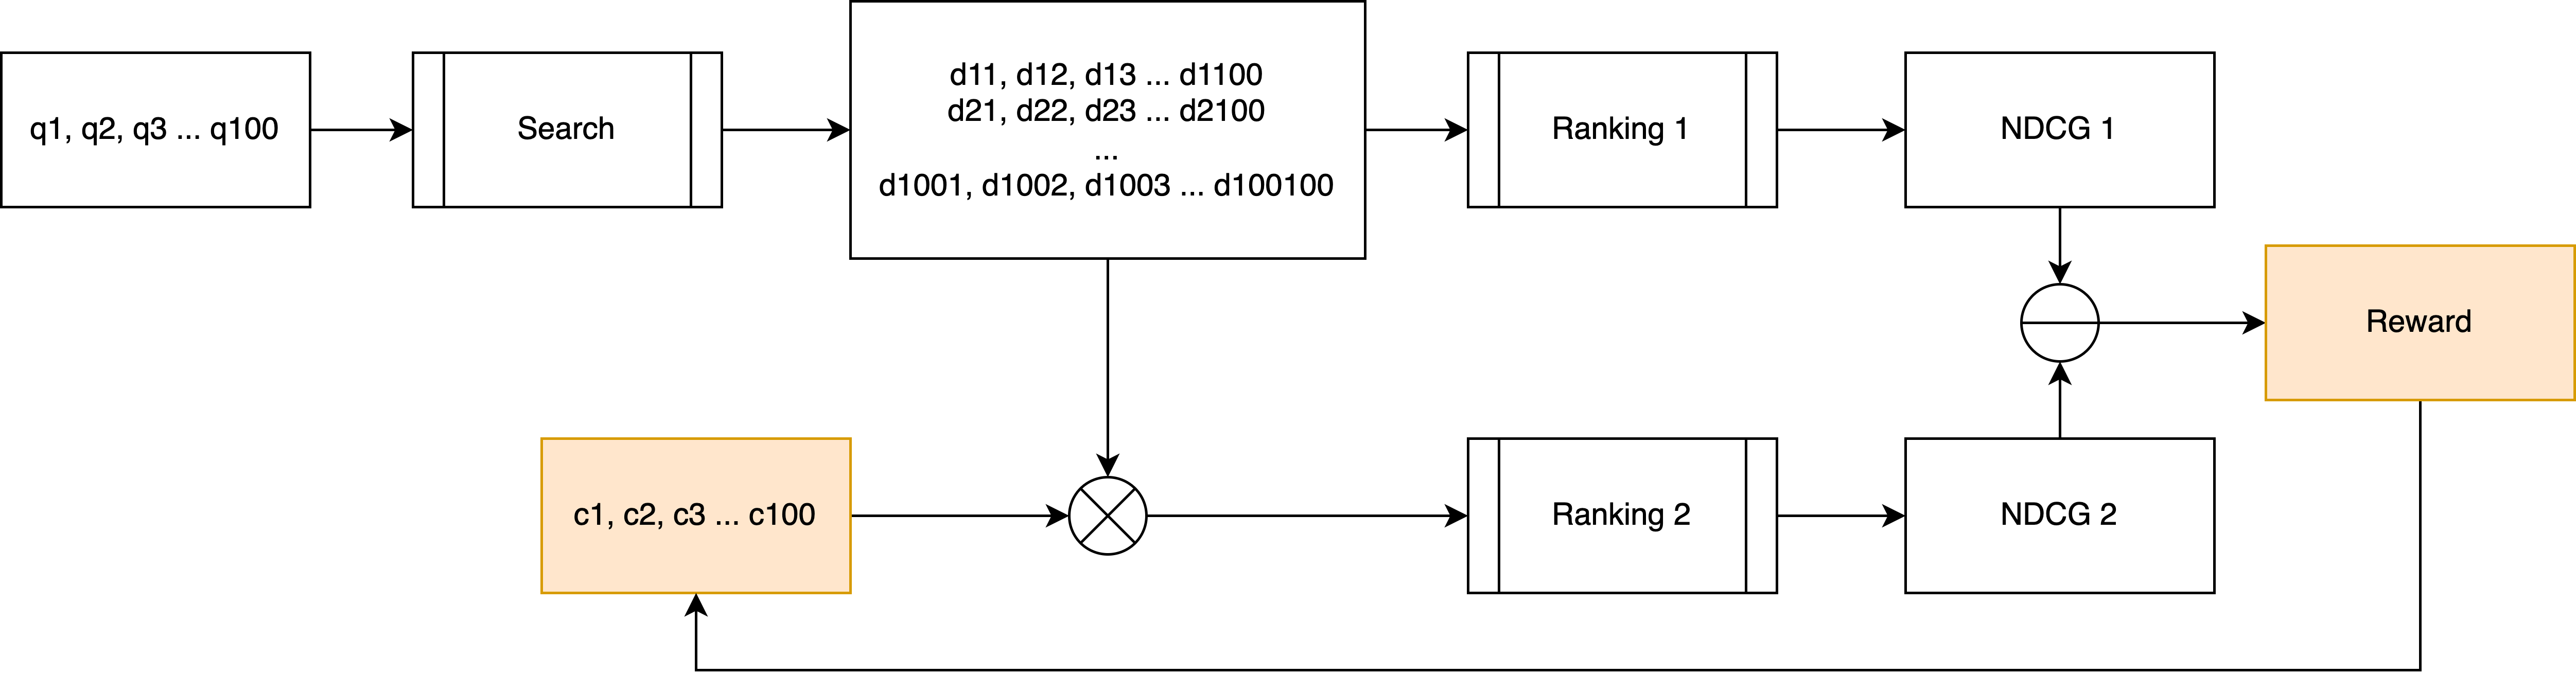 q1, q2, q3 ... q100
Search
d11, d12, d13 ... d1100
d21, d22, d23 ... d2100
...
d1001, d1002, d1003 ... d100100
Ranking 1
NDCG 1
Reward
c1, c2, c3 ... c100
Ranking 2
NDCG 2